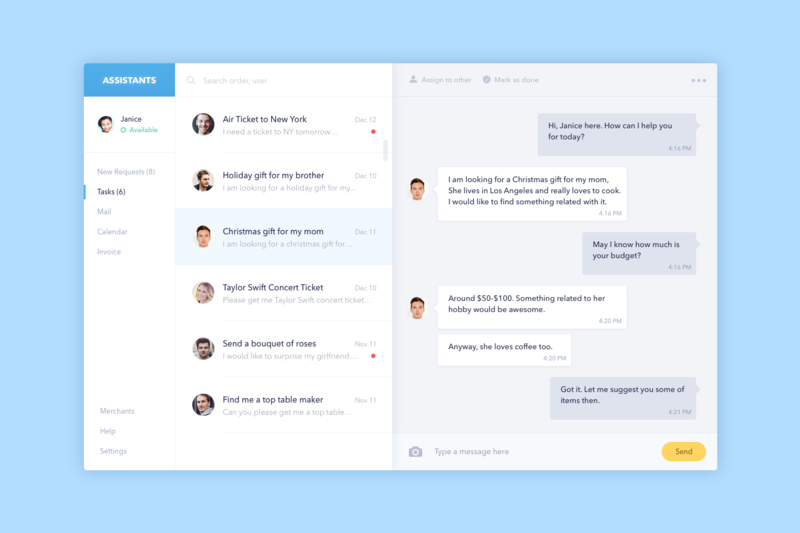 ASSISTANTS
Janice
Available
New Requests (8)
Tasks (6)
Mail
Calendar
Invoice
Merchants
Help
Settings
Search order, user
Air Ticket to New York
Dec 12
I need a ticket to NY tomorrow...
Holiday gift for my brother
Dec 10
I am looking for a holiday gift for my...
Christmas gift for my mom
Dec 11
I am looking for a christmas gift for...
Taylor Swift Concert Ticket
Dec 10
Please get me Taylor Swift concert ticket...
Send a bouquet of roses
Nov 11
I would like to surprise my girlfriend...
Find me a top table maker
Nov 11
Can you please get me a top table...
Assign to other
Mark as done
Hi, Janice here. How can I help you
for today?
4:16 PM
I am looking for a Christmas gift for my mom,
She lives in Los Angeles and really loves to cook.
I would like to find something related with it.
4:16 PM
May I know how much is
your budget?
4:16 PM
Around $50-$100. Something related to her
hobby would be awesome.
4:20 PM
Anyway, she loves coffee too.
4:20 PM
Got it. Let me suggest you some of
items then.
4:21 PM
Type a message here
Send